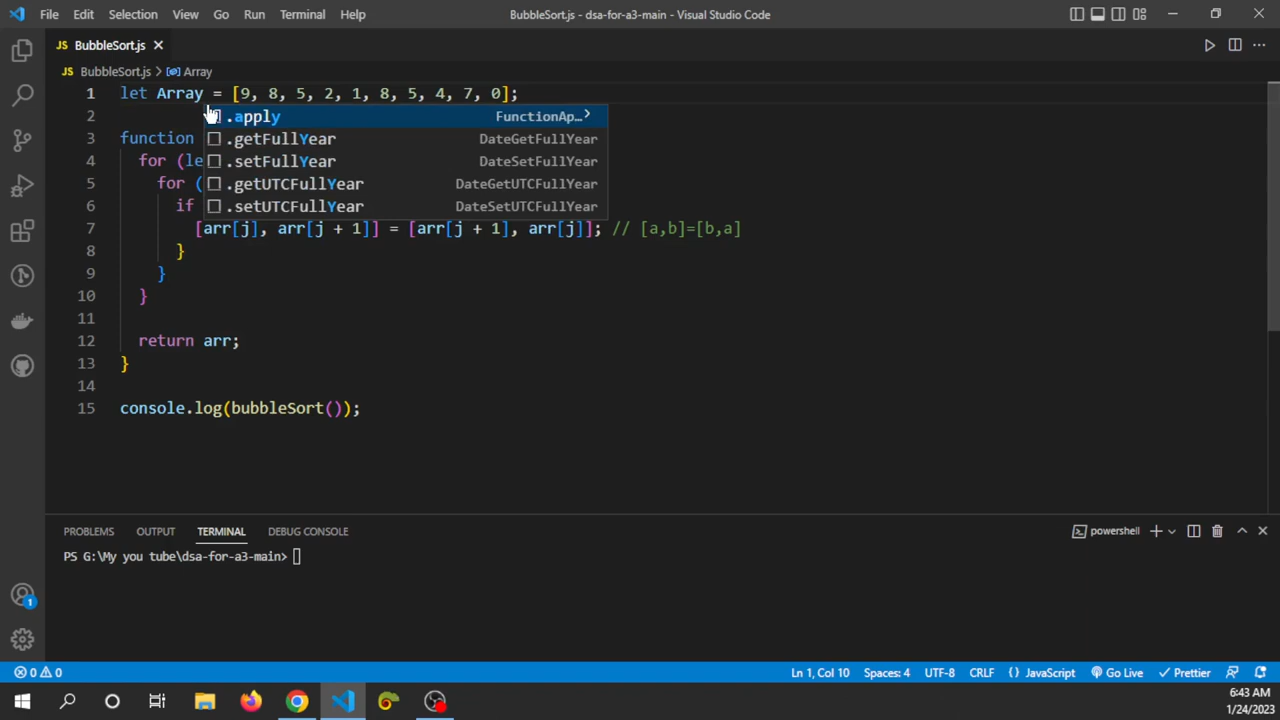 File Edit Selection View Go Run Terminal Help BubbleSort.js - dsa-for-a3-main - Visual Studio Code
JS BubbleSort.js
JS BubbleSort.js > Array
1 let Array = [9, 8, 5, 2, 1, 8, 5, 4, 7, 0];
2 .apply FunctionAp…
3 function .getFullYear DateGetFullYear
4 for (le .setFullYear DateSetFullYear
5 for ( .getUTCFullYear DateGetUTCFullYear
6 if .setUTCFullYear DateSetUTCFullYear
7 [arr[j], arr[j + 1]] = [arr[j + 1], arr[j]]; // [a,b]=[b,a]
8 }
9 }
10 }
11
12 return arr;
13 }
14
15 console.log(bubbleSort());
PROBLEMS OUTPUT TERMINAL DEBUG CONSOLE powershell
PS G:\My you tube\dsa-for-a3-main>
1
0 0 Ln 1, Col 10 Spaces: 4 UTF-8 CRLF {} JavaScript Go Live Prettier
6:43 AM
1/24/2023